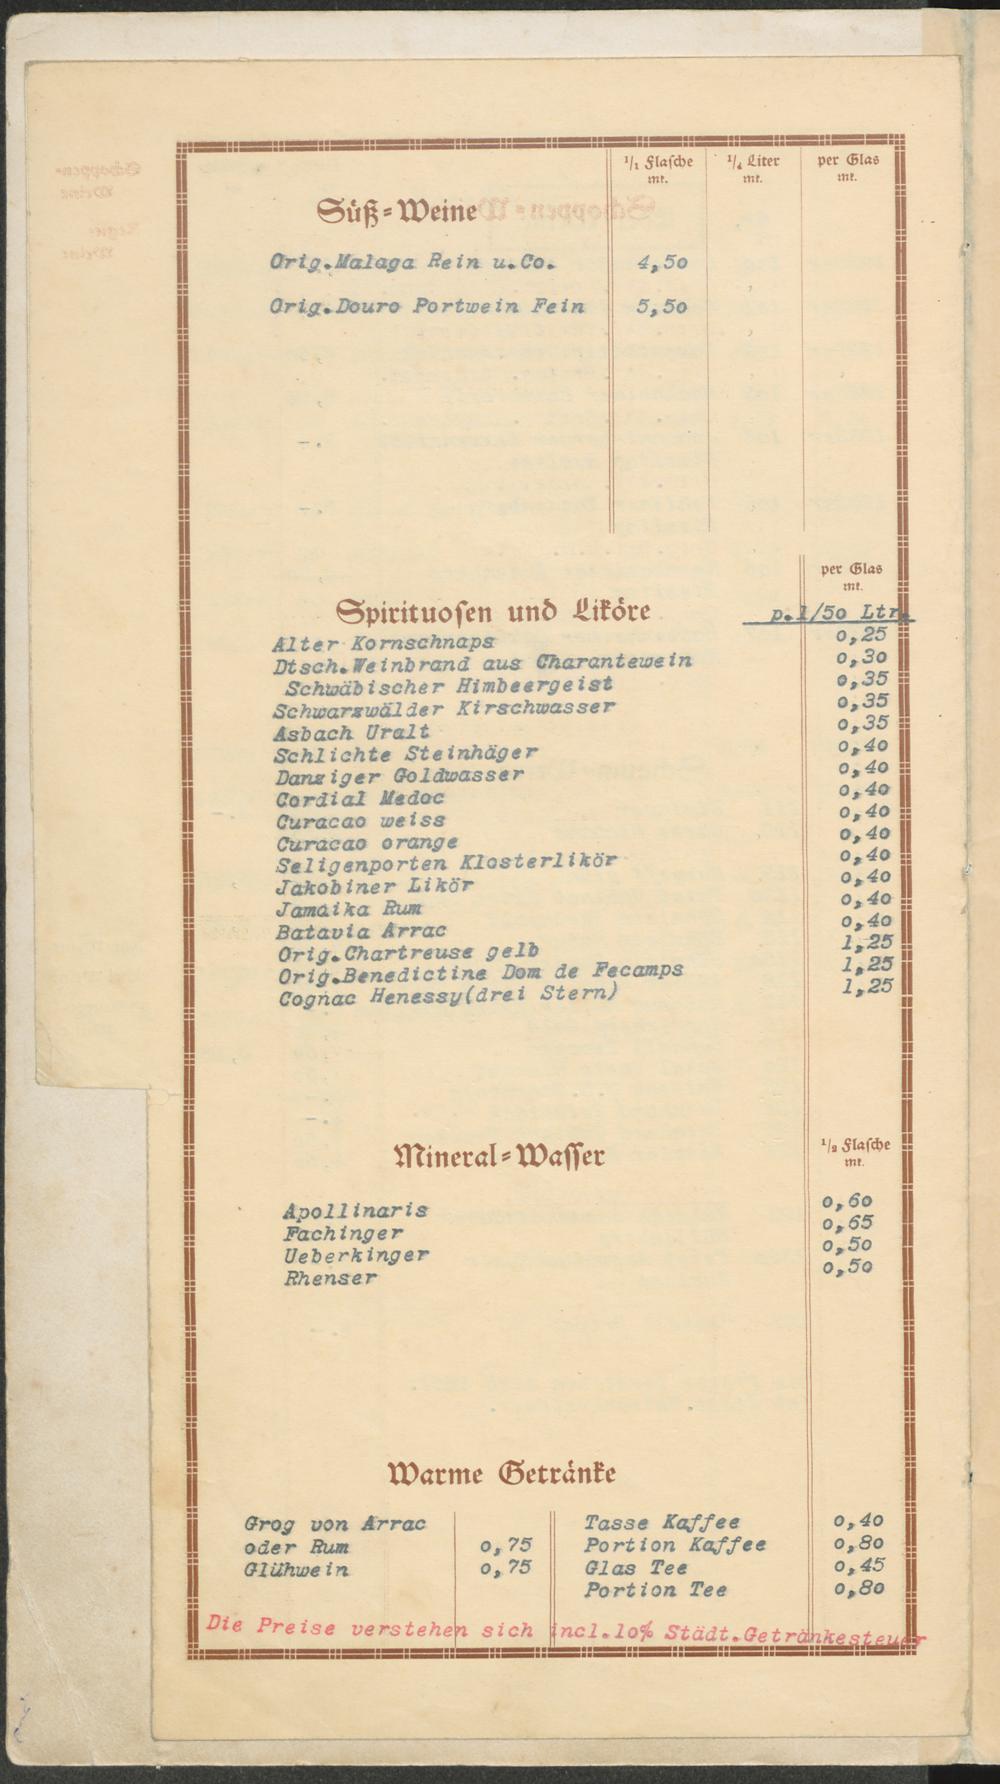 1/1 Flasche 1/4 Liter per Glas
mk. mk. mk.
Süß=Weine
Orig.Malaga Rein u.Co. 4,50
Orig.Douro Portwein Fein 5,50
per Glas
mk.
Spirituosen und Liköre p.1/50 Ltr.
Alter Kornschnaps 0,25
Dtsch.Weinbrand aus Charantewein 0,30
Schwäbischer Himbeergeist 0,35
Schwarzwälder Kirschwasser 0,35
Asbach Uralt 0,35
Schlichte Steinhäger 0,40
Danziger Goldwasser 0,40
Cordial Medoc 0,40
Curacao weiss 0,40
Curacao orange 0,40
Seligenporten Klosterlikör 0,40
Jakobiner Likör 0,40
Jamaika Rum 0,40
Batavia Arrac 0,40
Orig.Chartreuse gelb 1,25
Orig.Benedictine Dom de Fecamps 1,25
Cognac Henessy(drei Stern) 1,25
Mineral=Wasser 1/2 Flasche
mk.
Apollinaris 0,60
Fachinger 0,65
Ueberkinger 0,50
Rhenser 0,50
Warme Getränke
Grog von Arrac Tasse Kaffee 0,40
oder Rum 0,75 Portion Kaffee 0,80
Glühwein 0,75 Glas Tee 0,45
Portion Tee 0,80
Die Preise verstehen sich incl.10% Städt.Getränkesteuer